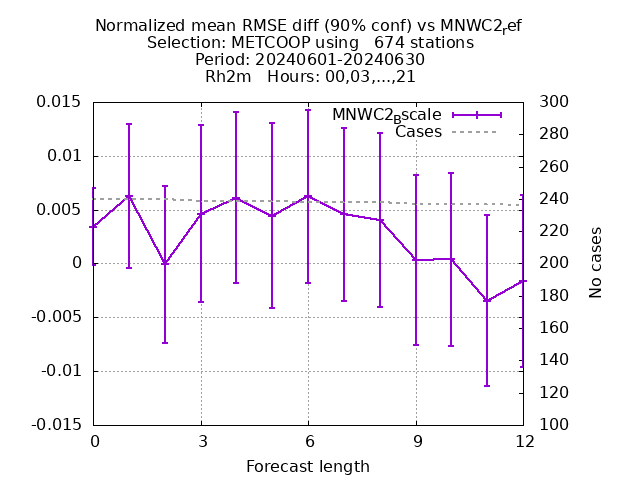 Normalized mean RMSE diff (90% conf) vs MNWC2_ref
Selection: METCOOP using 674 stations
Period: 20240601-20240630
Rh2m Hours: 00,03,...,21
MNWC2_Bscale
Cases
0.015
0.01
0.005
0
-0.005
-0.01
-0.015
300
280
260
240
220
200
180
160
140
120
100
No cases
0
3
6
9
12
Forecast length